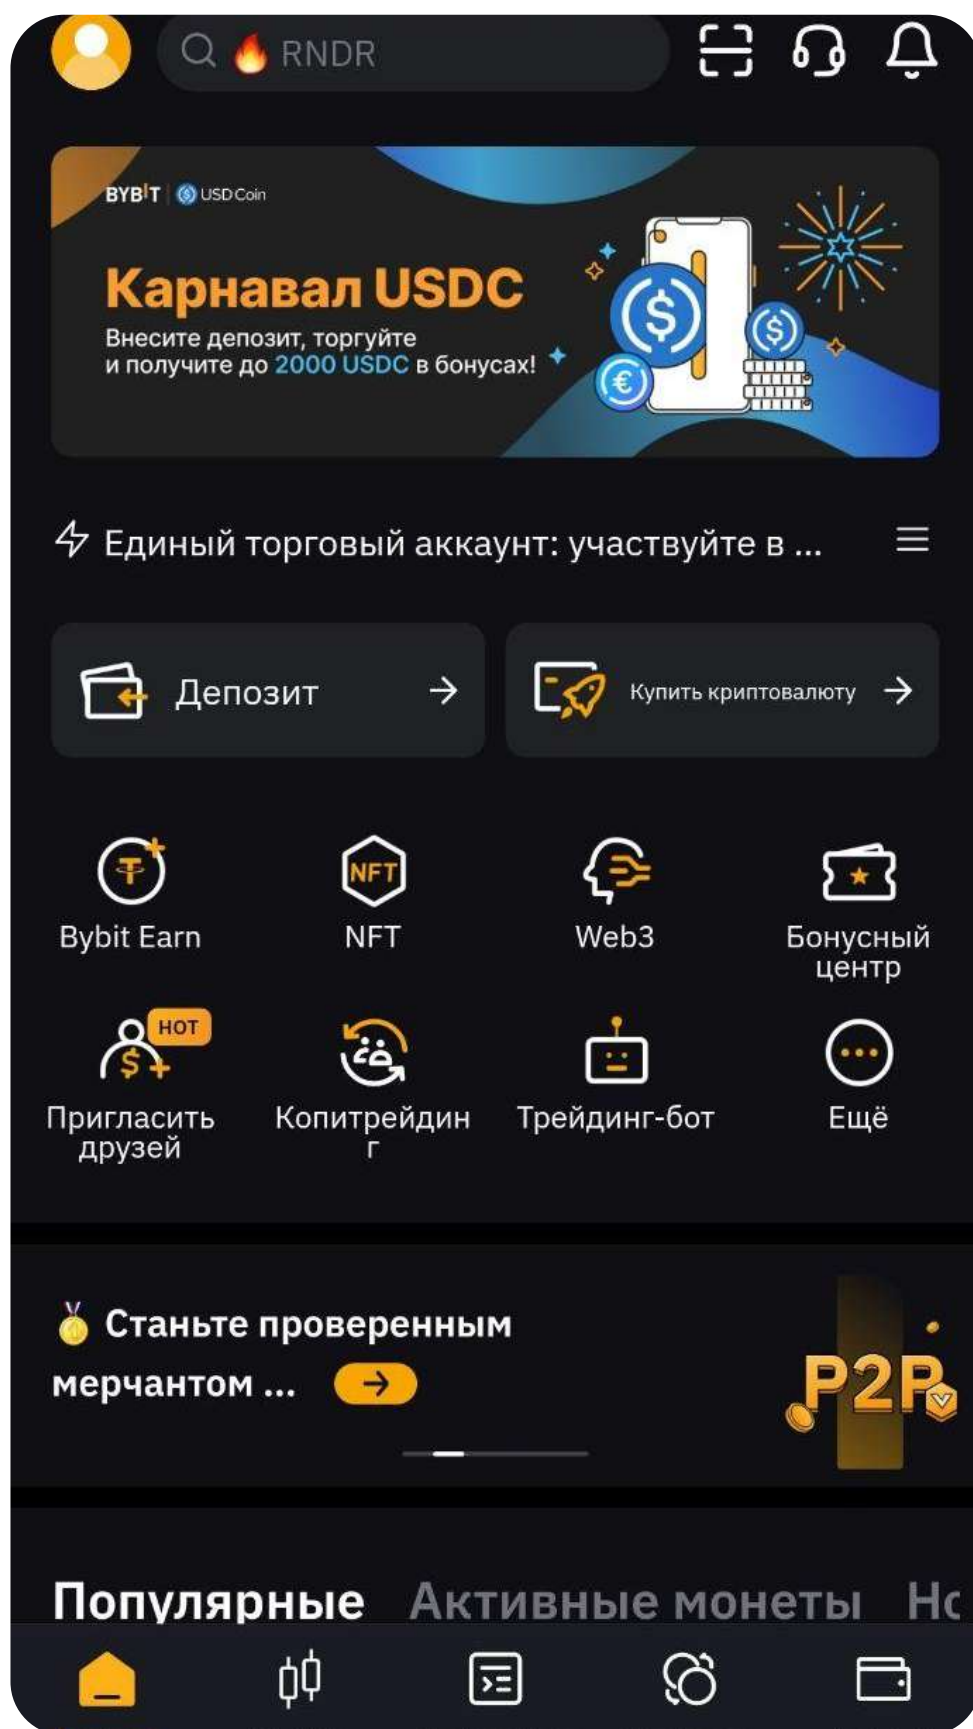 RNDR
BYBIT | USD Coin
Карнавал USDC
Внесите депозит, торгуйте
и получите до 2000 USDC в бонусах!
Единый торговый аккаунт: участвуйте в ...
Депозит
Купить криптовалюту
NFT
Bybit Earn
NFT
Web3
Бонусный
центр
HOT
Пригласить
друзей
Копитрейдин
г
Трейдинг-бот
Ещё
Станьте проверенным
мерчантом ...
P2P
Популярные
Активные монеты
Но